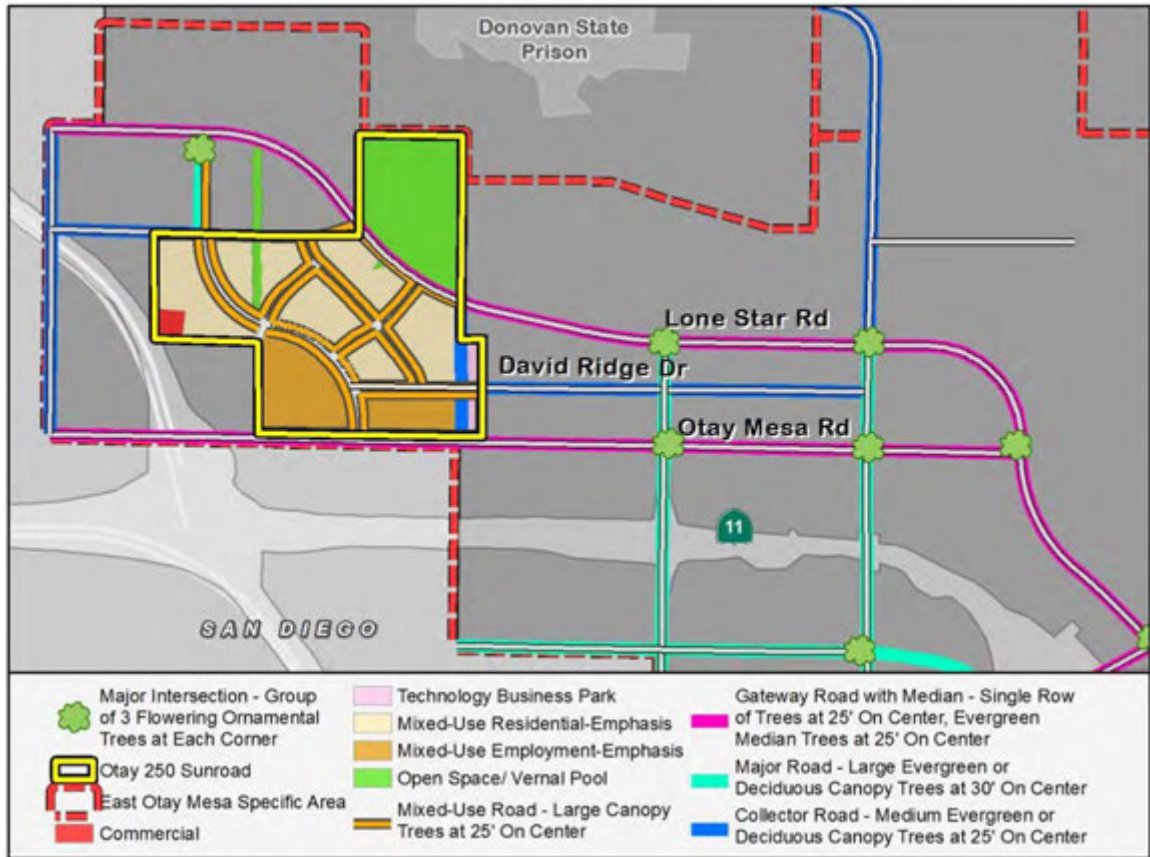 Donovan State
Prison
Lone Star Rd
David Ridge Dr
Otay Mesa Rd
11
SAN DIEGO
Major Intersection - Group
of 3 Flowering Ornamental
Trees at Each Corner
Otay 250 Sunroad
East Otay Mesa Specific Area
Commercial
Technology Business Park
Mixed-Use Residential-Emphasis
Mixed-Use Employment-Emphasis
Open Space/ Vernal Pool
Mixed-Use Road - Large Canopy
Trees at 25' On Center
Gateway Road with Median - Single Row
of Trees at 25' On Center, Evergreen
Median Trees at 25' On Center
Major Road - Large Evergreen or
Deciduous Canopy Trees at 30' On Center
Collector Road - Medium Evergreen or
Deciduous Canopy Trees at 25' On Center